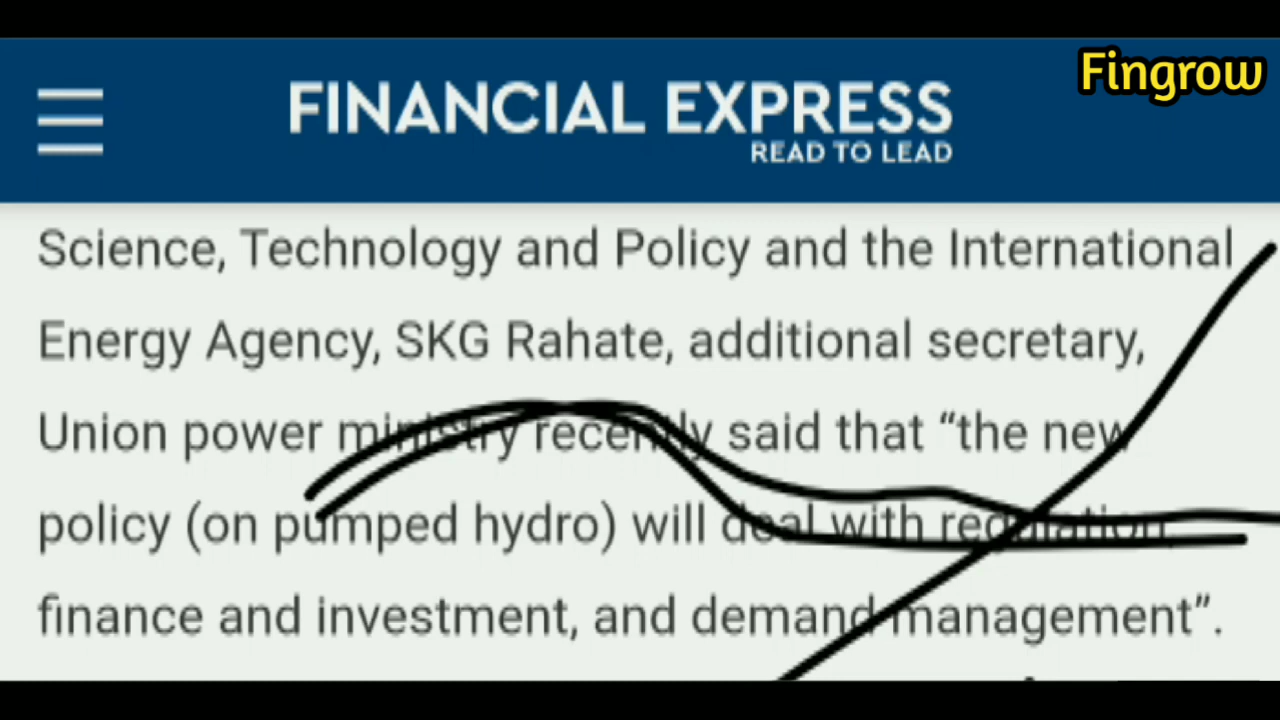 Fingrow
FINANCIAL EXPRESS
READ TO LEAD
Science, Technology and Policy and the International
Energy Agency, SKG Rahate, additional secretary,
Union power ministry recently said that “the new
policy (on pumped hydro) will deal with regulation,
finance and investment, and demand management”.